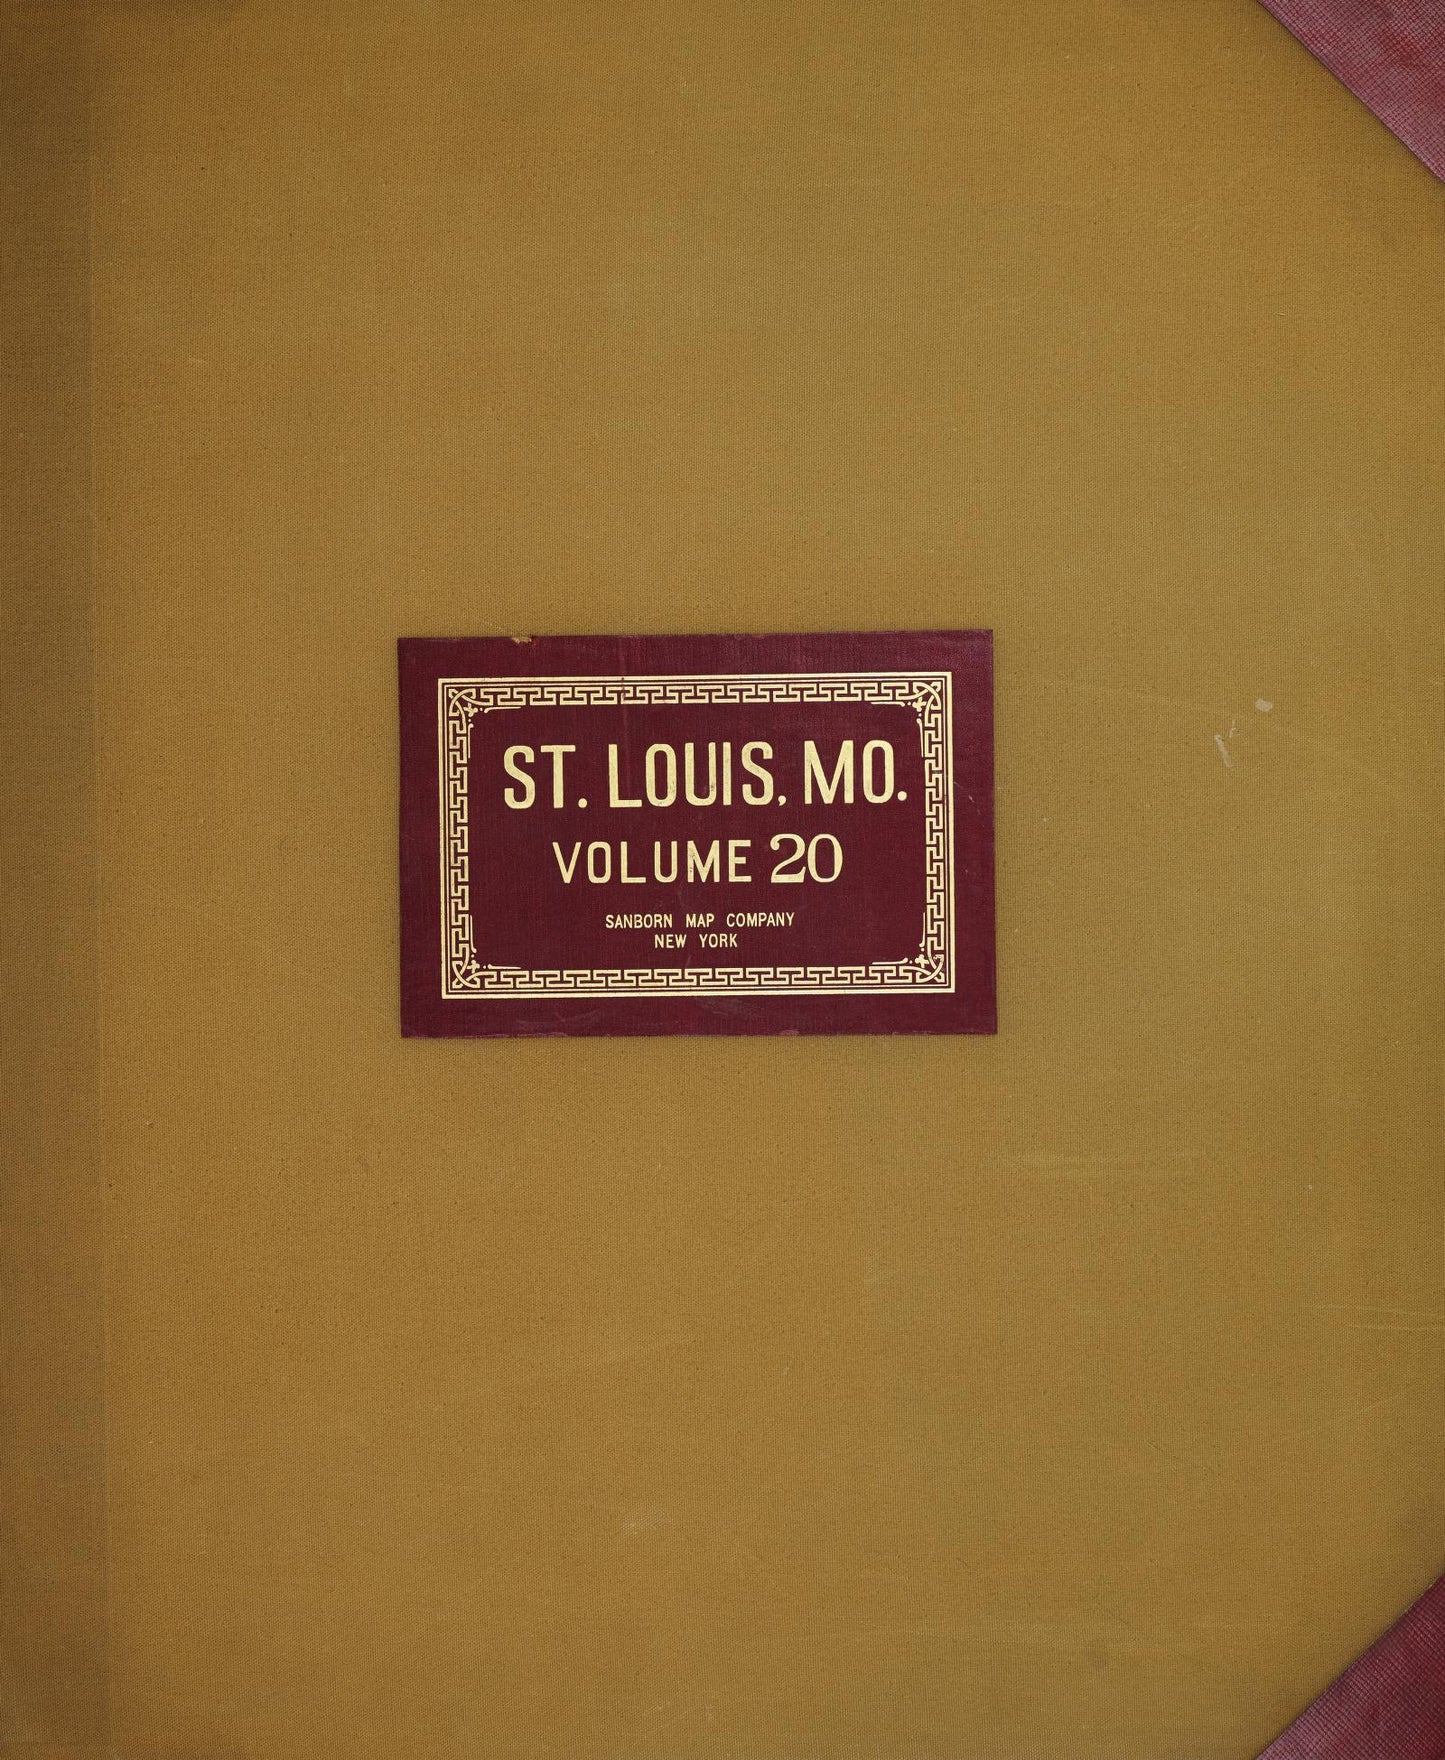 ST. LOUIS, MO.
VOLUME 20
SANBORN MAP COMPANY
NEW YORK